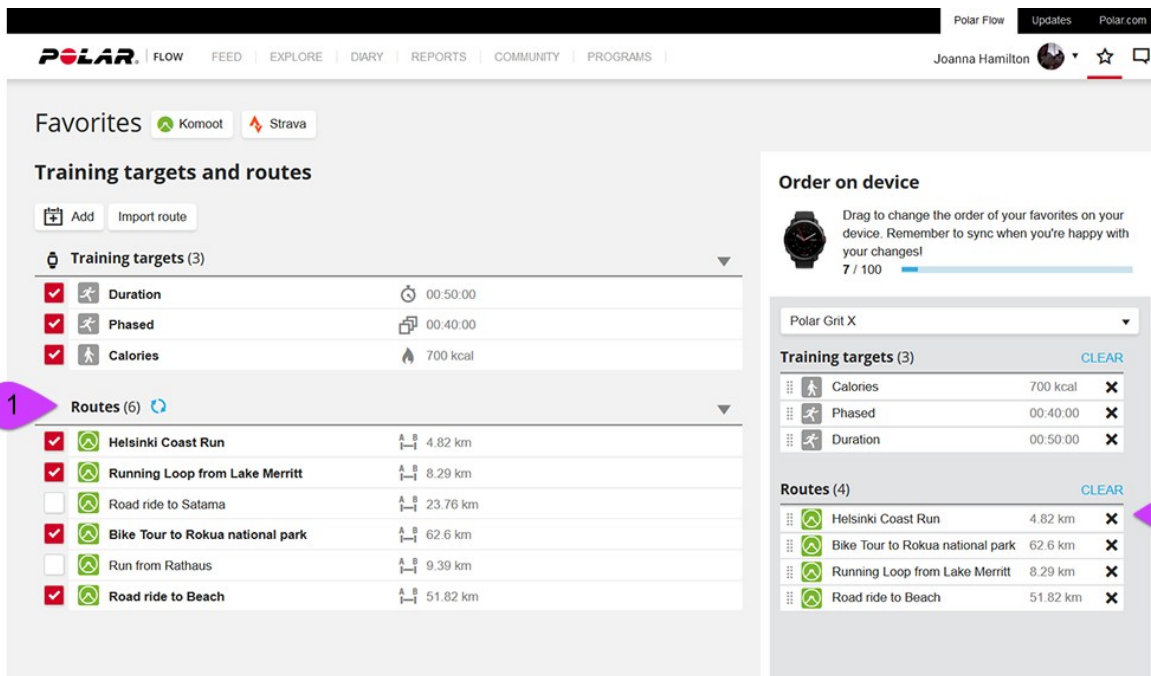 Polar Flow Updates Polar.com
POLAR. FLOW FEED EXPLORE DIARY REPORTS COMMUNITY PROGRAMS Joanna Hamilton
Favorites Komoot Strava
Training targets and routes
Add Import route
Training targets (3)
Duration 00:50:00
Phased 00:40:00
Calories 700 kcal
1
Routes (6)
Helsinki Coast Run A B 4.82 km
Running Loop from Lake Merritt A B 8.29 km
Road ride to Satama A B 23.76 km
Bike Tour to Rokua national park A B 62.6 km
Run from Rathaus A B 9.39 km
Road ride to Beach A B 51.82 km
Order on device
Drag to change the order of your favorites on your
device. Remember to sync when you're happy with
your changes!
7 / 100
Polar Grit X
Training targets (3) CLEAR
Calories 700 kcal
Phased 00:40:00
Duration 00:50:00
Routes (4) CLEAR
Helsinki Coast Run 4.82 km
Bike Tour to Rokua national park 62.6 km
Running Loop from Lake Merritt 8.29 km
Road ride to Beach 51.82 km